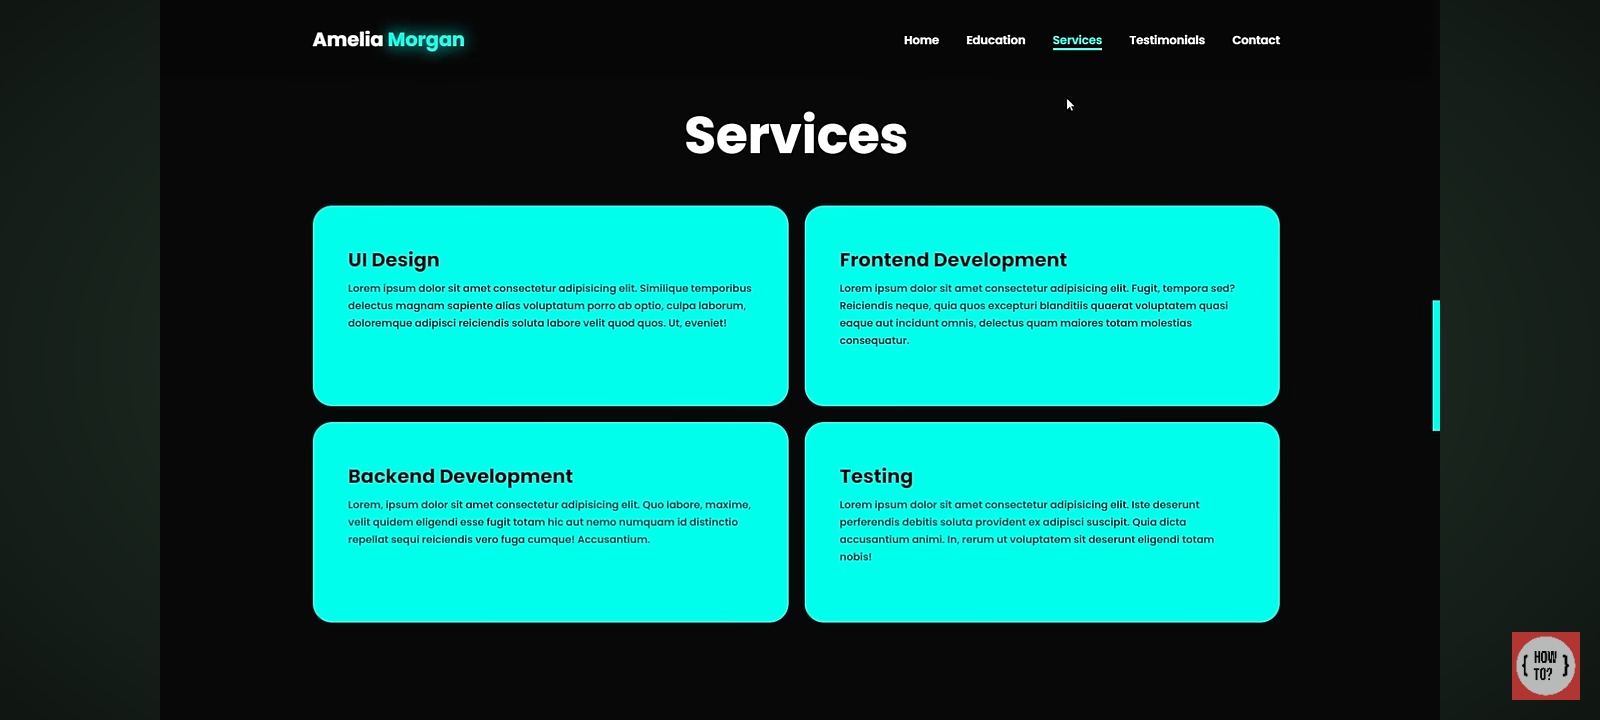 Amelia Morgan
Home Education Services Testimonials Contact
Services
UI Design
Lorem ipsum dolor sit amet consectetur adipisicing elit. Similique temporibus
delectus magnam sapiente alias voluptatum porro ab optio, culpa laborum,
doloremque adipisci reiciendis soluta labore velit quod quos. Ut, eveniet!
Frontend Development
Lorem ipsum dolor sit amet consectetur adipisicing elit. Fugit, tempora sed?
Reiciendis neque, quia quos excepturi blanditiis quaerat voluptatem quasi
eaque aut incidunt omnis, delectus quam maiores totam molestias
consequatur.
Backend Development
Lorem, ipsum dolor sit amet consectetur adipisicing elit. Quo labore, maxime,
velit quidem eligendi esse fugit totam hic aut nemo numquam id distinctio
repellat sequi reiciendis vero fuga cumque! Accusantium.
Testing
Lorem ipsum dolor sit amet consectetur adipisicing elit. Iste deserunt
perferendis debitis soluta provident ex adipisci suscipit. Quia dicta
accusantium animi. In, rerum ut voluptatem sit deserunt eligendi totam
nobis!
{ HOW
TO? }